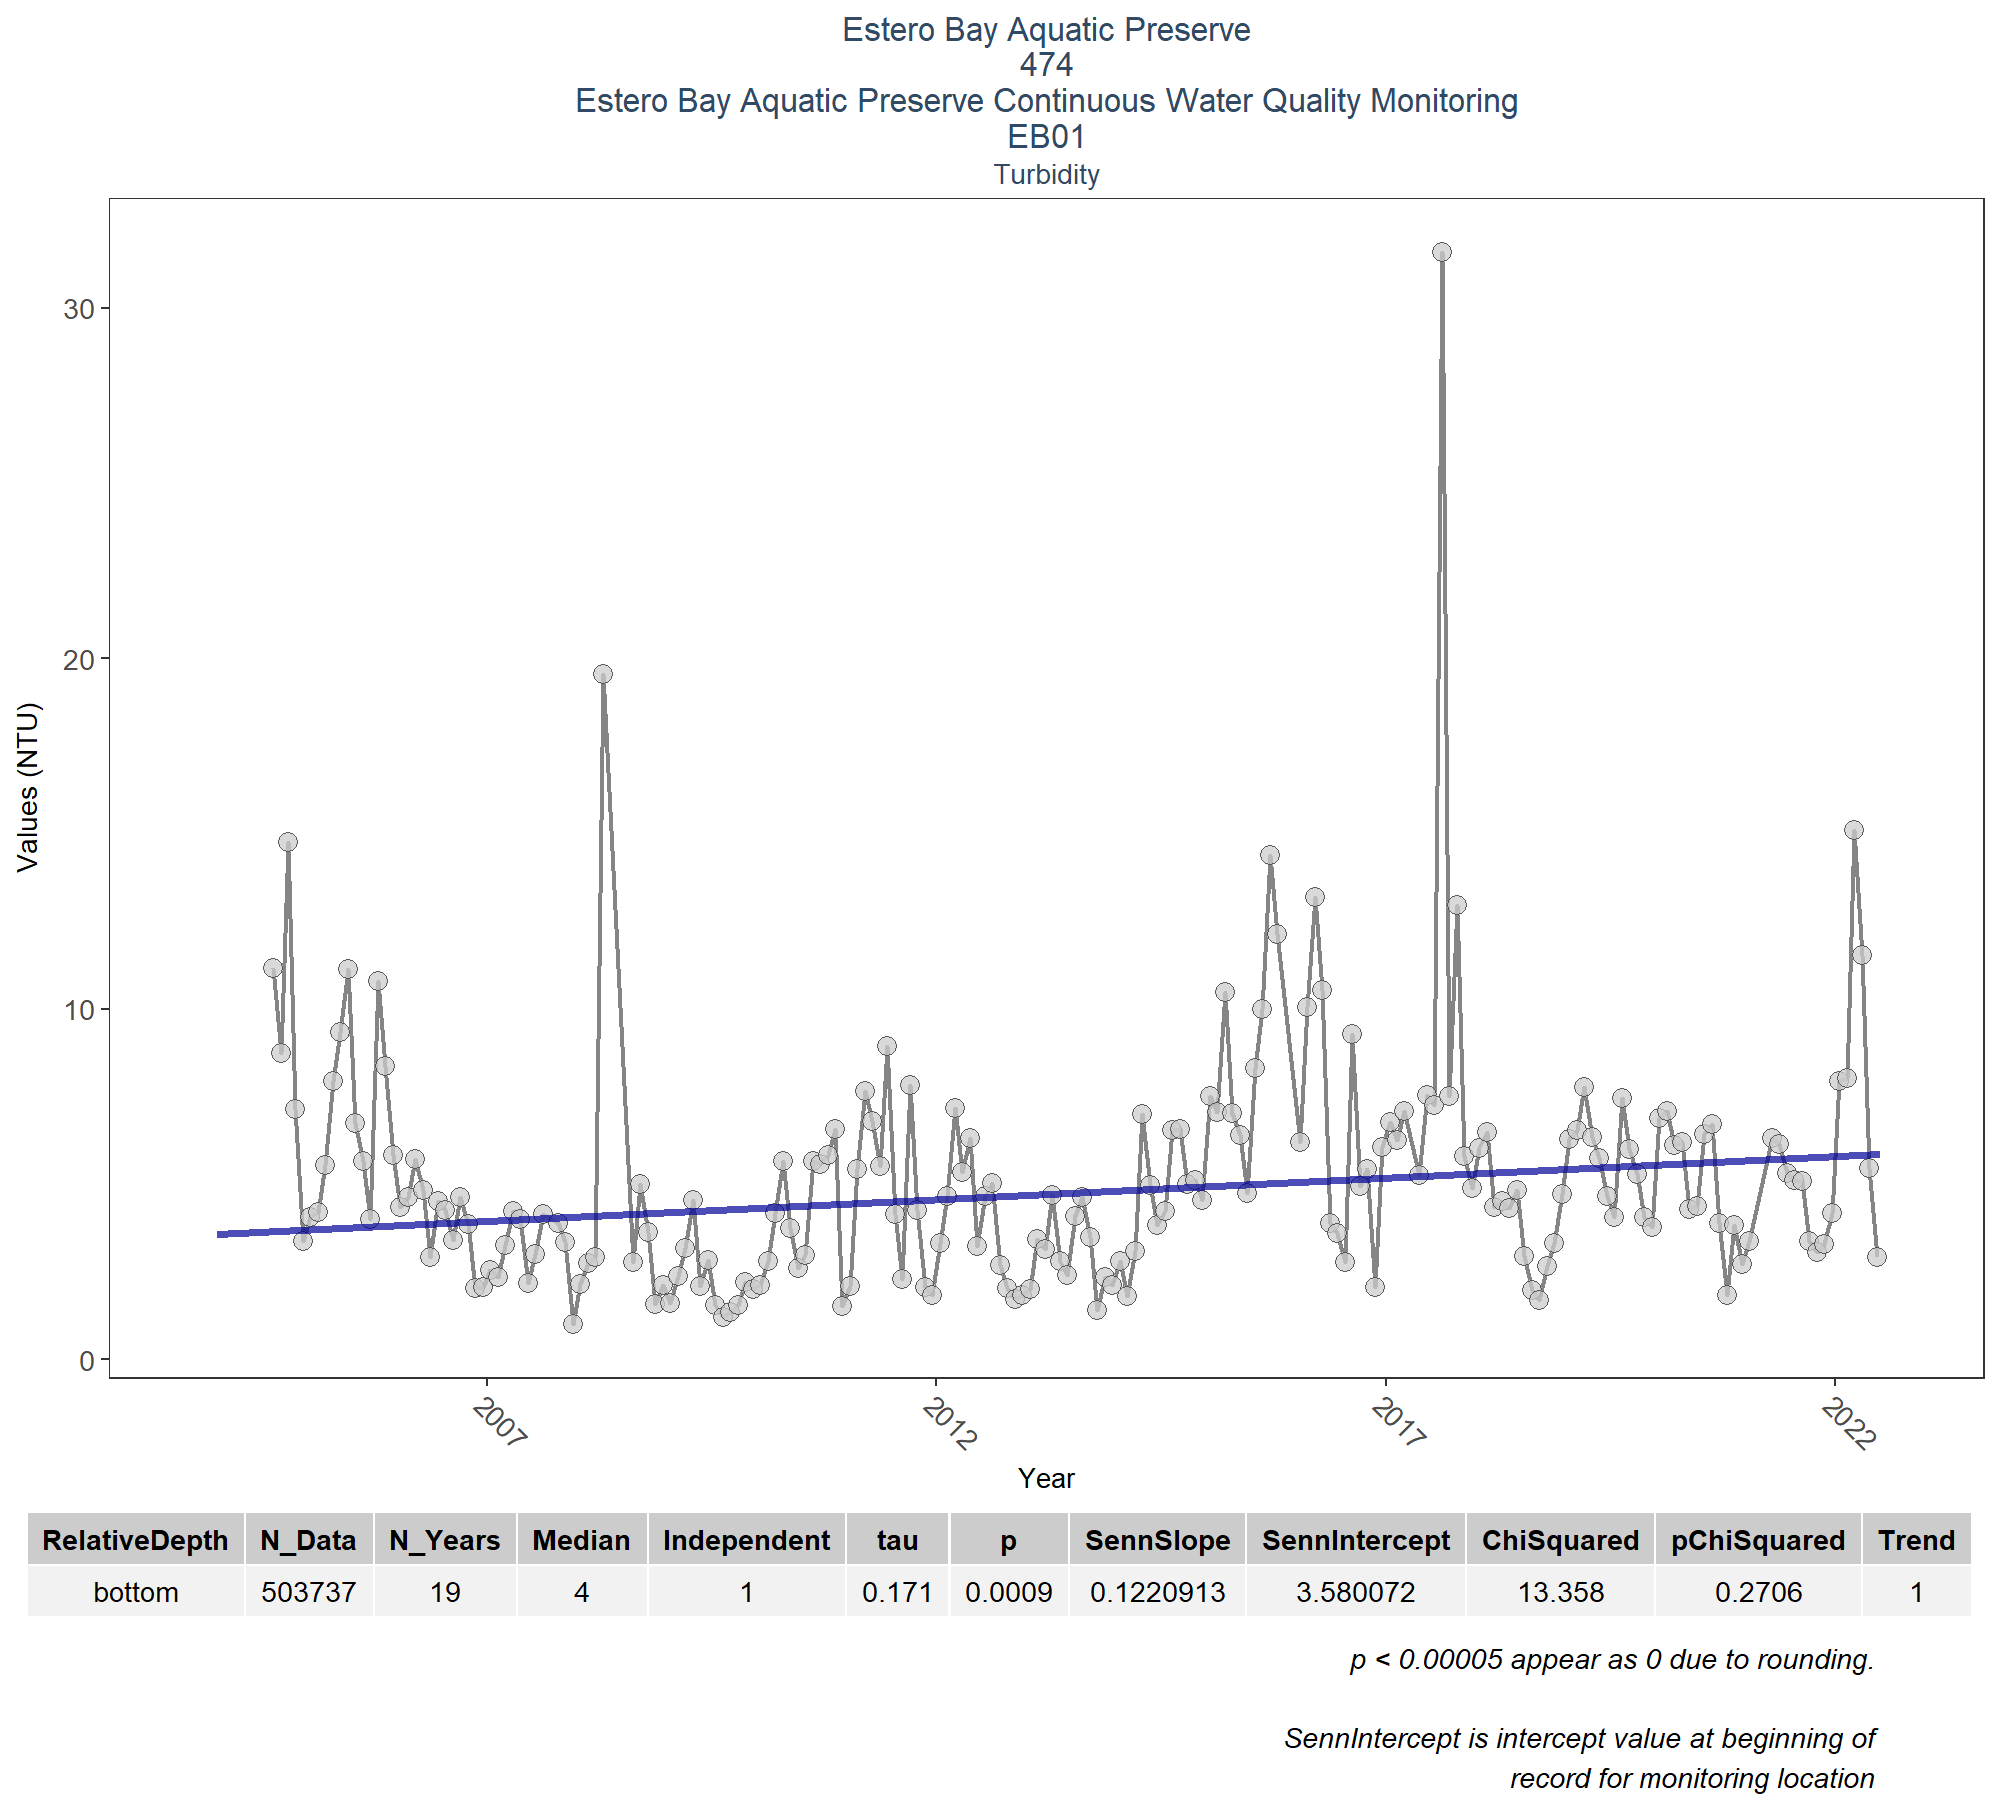 Estero Bay Aquatic Preserve
474
Estero Bay Aquatic Preserve Continuous Water Quality Monitoring
EB01
Turbidity
Values (NTU)
30
20
10
0
2007 2012 2017 2022
Year
RelativeDepth N_Data N_Years Median Independent tau p SennSlope SennIntercept ChiSquared pChiSquared Trend
bottom 503737 19 4 1 0.171 0.0009 0.1220913 3.580072 13.358 0.2706 1
p < 0.00005 appear as 0 due to rounding.
SennIntercept is intercept value at beginning of
record for monitoring location